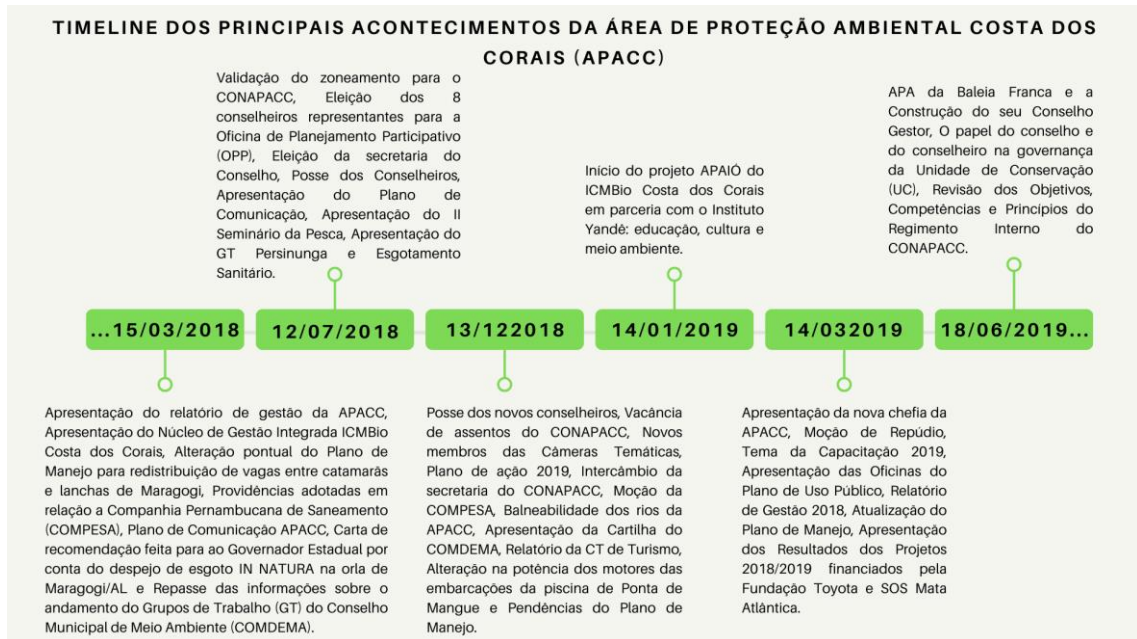 TIMELINE DOS PRINCIPAIS ACONTECIMENTOS DA ÁREA DE PROTEÇÃO AMBIENTAL COSTA DOS
CORAIS (APACC)
Validação do zoneamento para o
CONAPACC, Eleição dos 8
conselheiros representantes para a
Oficina de Planejamento Participativo
(OPP), Eleição da secretaria do
Conselho, Posse dos Conselheiros,
Apresentação do Plano de
Comunicação, Apresentação do II
Seminário da Pesca, Apresentação do
GT Persinunga e Esgotamento
Sanitário.
Início do projeto APAIÓ do
ICMBio Costa dos Corais
em parceria com o Instituto
Yandê: educação, cultura e
meio ambiente.
APA da Baleia Franca e a
Construção do seu Conselho
Gestor, O papel do conselho e
do conselheiro na governança
da Unidade de Conservação
(UC), Revisão dos Objetivos,
Competências e Princípios do
Regimento Interno do
CONAPACC.
...15/03/2018
12/07/2018
13/122018
14/01/2019
14/032019
18/06/2019...
Apresentação do relatório de gestão da APACC,
Apresentação do Núcleo de Gestão Integrada ICMBio
Costa dos Corais, Alteração pontual do Plano de
Manejo para redistribuição de vagas entre catamarãs
e lanchas de Maragogi, Providências adotadas em
relação a Companhia Pernambucana de Saneamento
(COMPESA), Plano de Comunicação APACC, Carta de
recomendação feita para ao Governador Estadual por
conta do despejo de esgoto IN NATURA na orla de
Maragogi/AL e Repasse das informações sobre o
andamento do Grupos de Trabalho (GT) do Conselho
Municipal de Meio Ambiente (COMDEMA).
Posse dos novos conselheiros, Vacância
de assentos do CONAPACC, Novos
membros das Câmeras Temáticas,
Plano de ação 2019, Intercâmbio da
secretaria do CONAPACC, Moção da
COMPESA, Balneabilidade dos rios da
APACC, Apresentação da Cartilha do
COMDEMA, Relatório da CT de Turismo,
Alteração na potência dos motores das
embarcações da piscina de Ponta de
Mangue e Pendências do Plano de
Manejo.
Apresentação da nova chefia da
APACC, Moção de Repúdio,
Tema da Capacitação 2019,
Apresentação das Oficinas do
Plano de Uso Público, Relatório
de Gestão 2018, Atualização do
Plano de Manejo, Apresentação
dos Resultados dos Projetos
2018/2019 financiados pela
Fundação Toyota e SOS Mata
Atlântica.